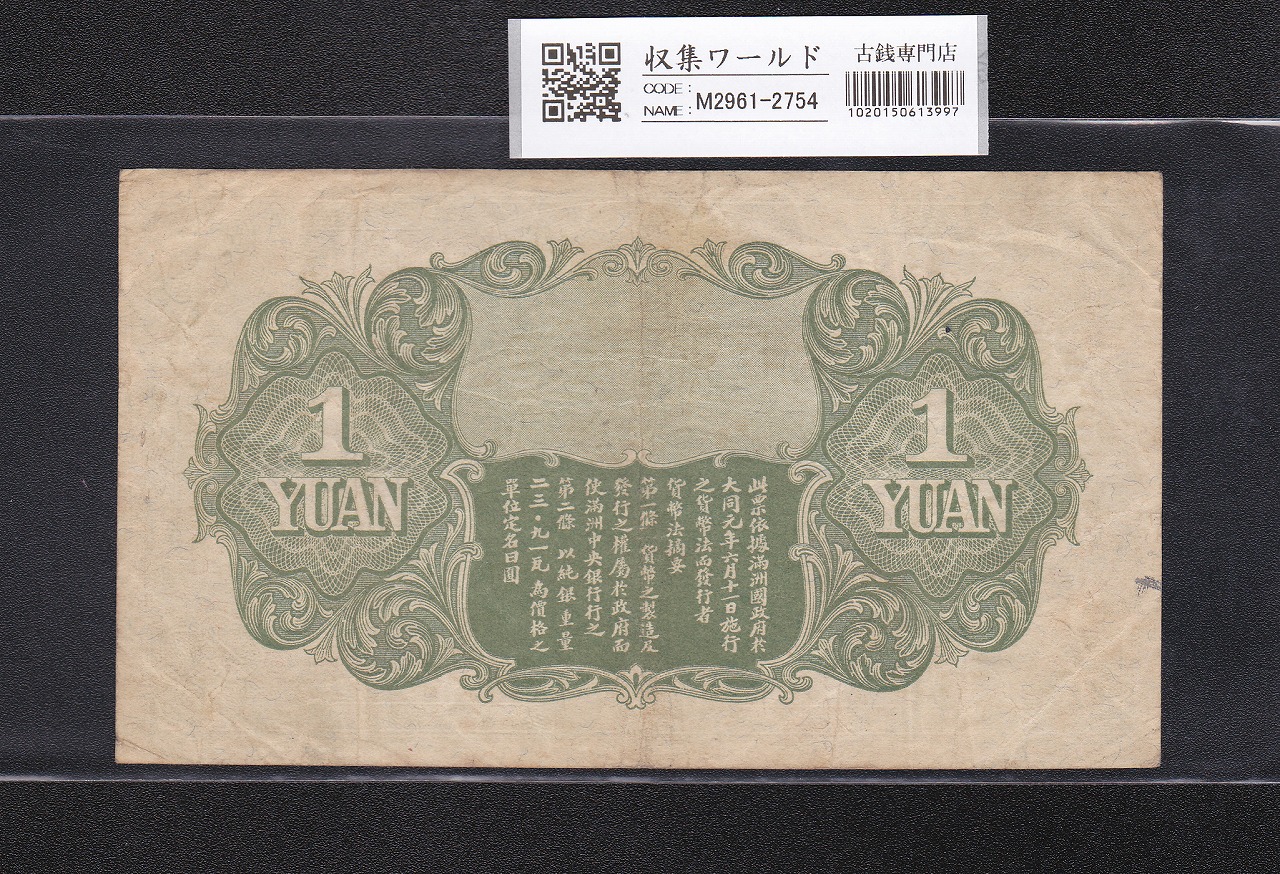 収集ワールド
古銭専門店
CODE :
NAME :
M2961-2754
1020150613997
1
YUAN
1
YUAN
此票依據滿洲國政府於
大同元年六月十一日施行
之貨幣法而發行者
貨幣法摘要
第一條 貨幣之製造及
發行之權屬於政府而
使滿洲中央銀行行之
第二條 以純銀重量
二三・九一瓦為價格之
單位定名曰圓